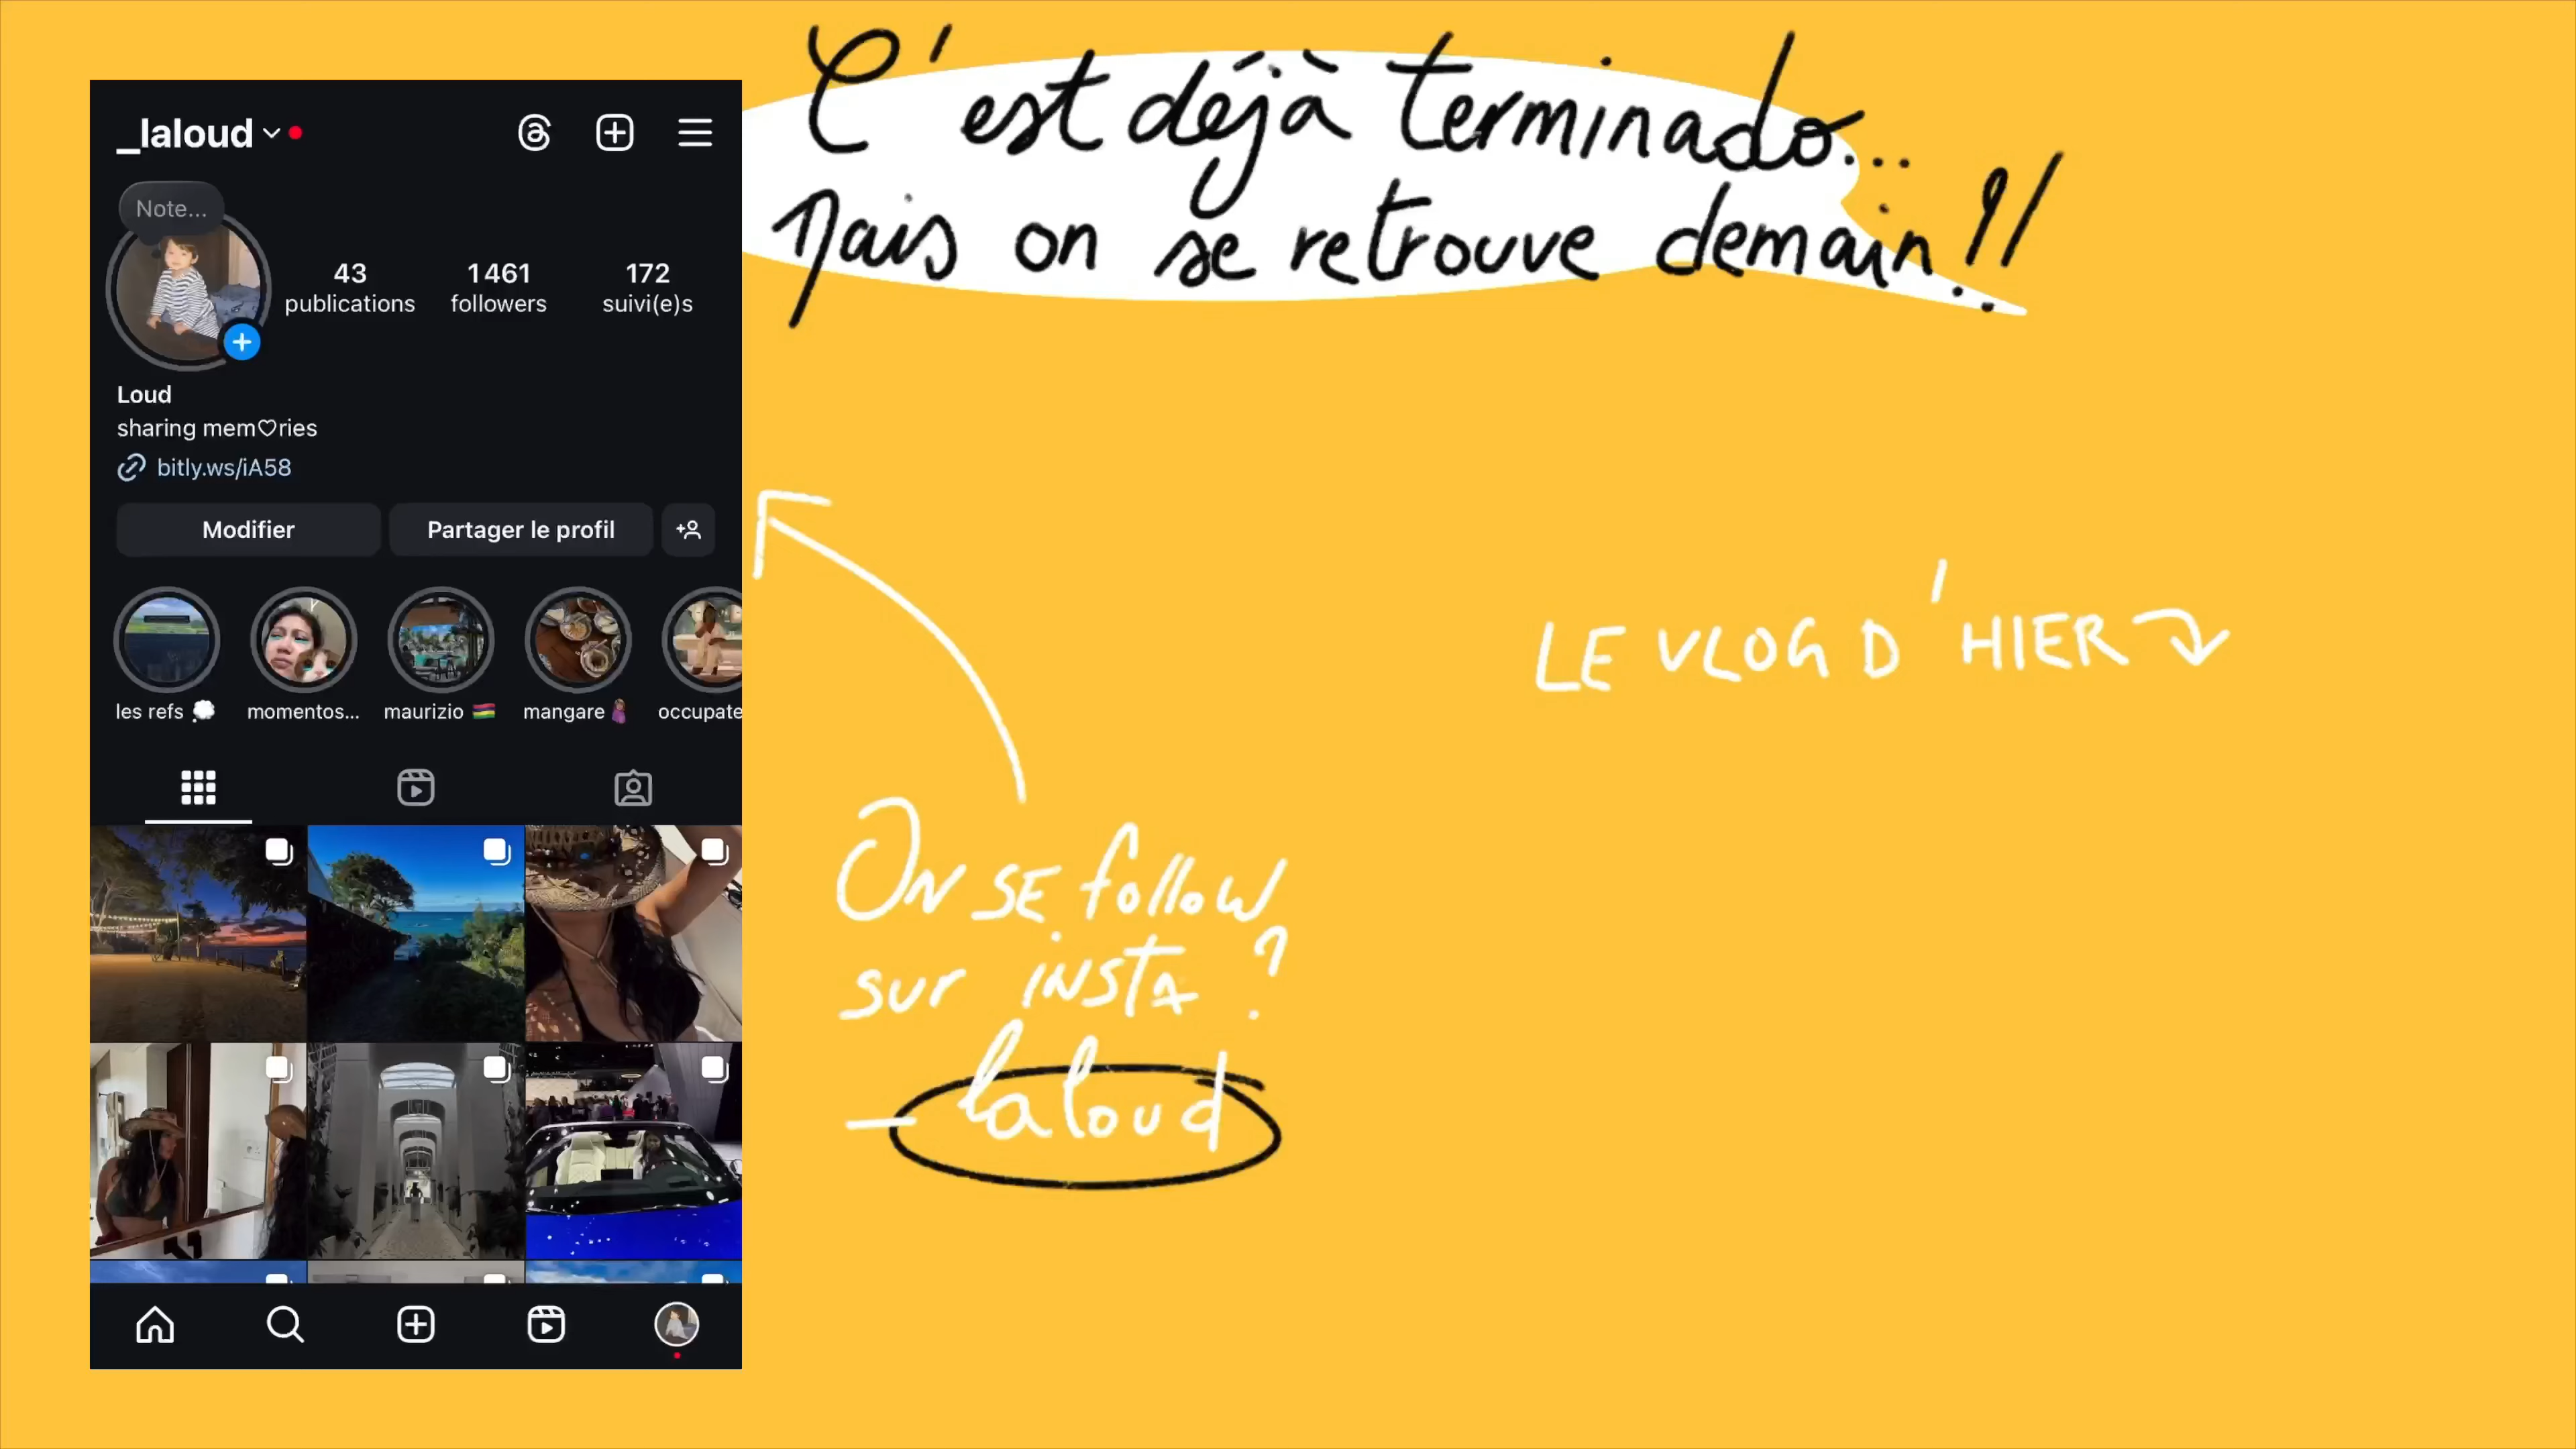 C'est déjà terminado...
Mais on se retrouve demain !!
_laloud
Note...
43
publications
1 461
followers
172
suivi(e)s
Loud
sharing mem♡ries
bitly.ws/iA58
Modifier
Partager le profil
les refs 💭
momentos...
maurizio 🇲🇺
mangare
occupate
LE VLOG D'HIER
ON SE follow
sur INSTA ?
_laloud